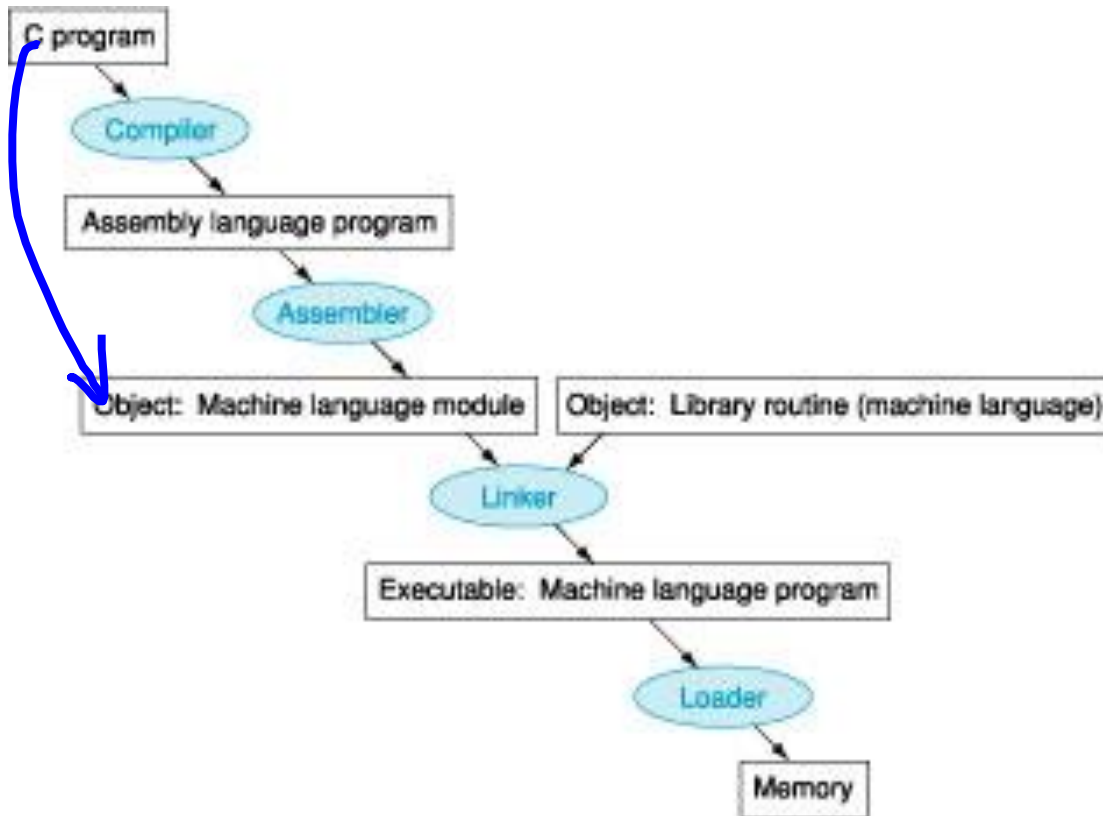 C program
Compiler
Assembly language program
Assembler
Object: Machine language module
Object: Library routine (machine language)
Linker
Executable: Machine language program
Loader
Memory